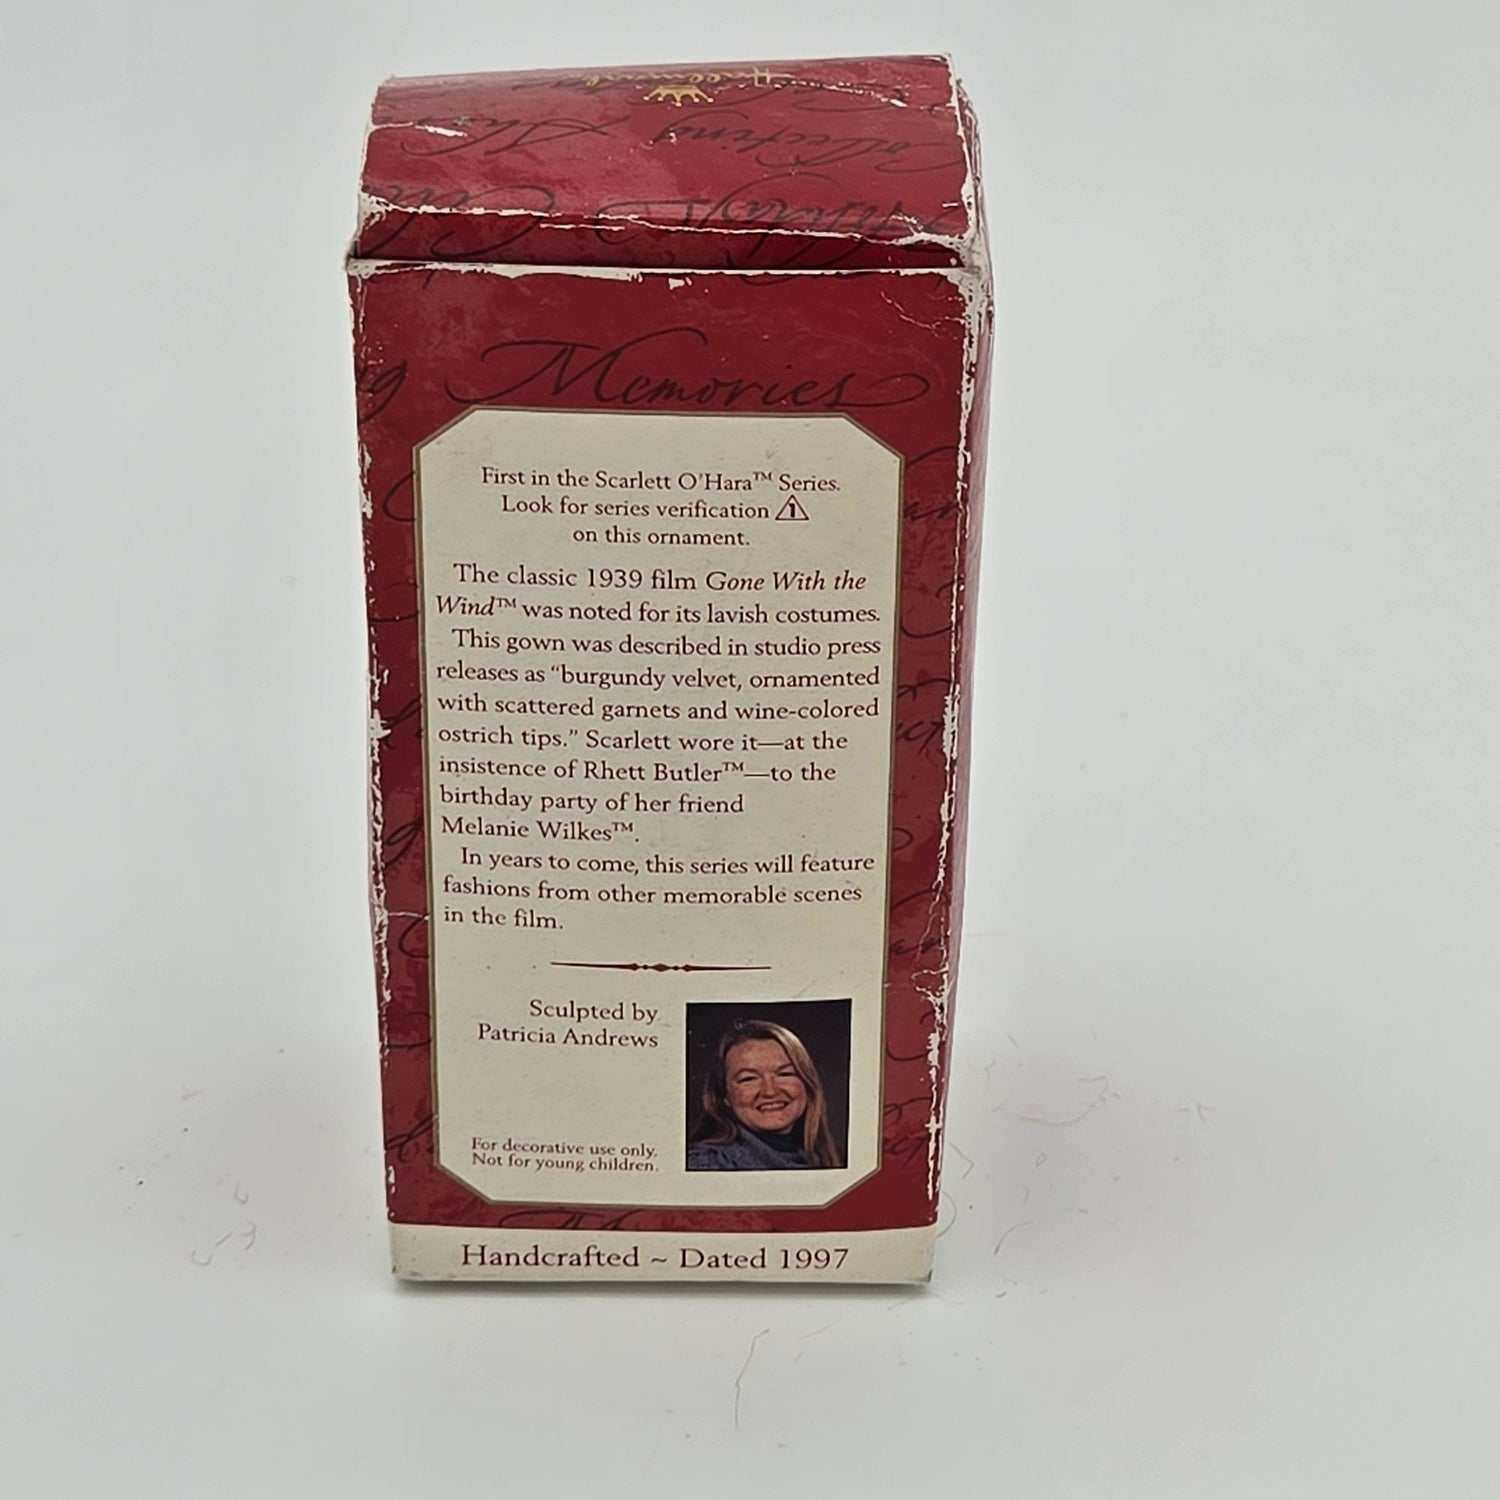 Hallmark
Collecting
Holidays
Memories
First in the Scarlett O'Hara™ Series.
Look for series verification 1
on this ornament.
The classic 1939 film Gone With the
Wind™ was noted for its lavish costumes.
This gown was described in studio press
releases as “burgundy velvet, ornamented
with scattered garnets and wine-colored
ostrich tips.” Scarlett wore it—at the
insistence of Rhett Butler™—to the
birthday party of her friend
Melanie Wilkes™.
In years to come, this series will feature
fashions from other memorable scenes
in the film.
Sculpted by
Patricia Andrews
For decorative use only.
Not for young children.
Handcrafted ~ Dated 1997